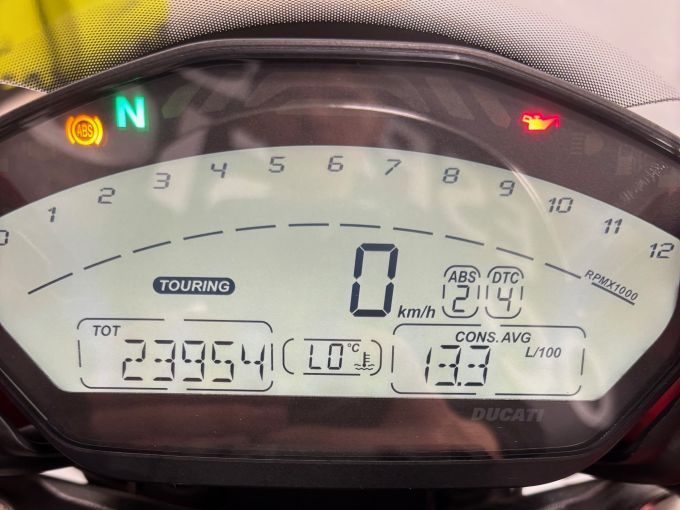 ABS N
0 1 2 3 4 5 6 7 8 9 10 11 12
RPMX1000
TOURING
0 km/h
ABS DTC
2 4
TOT
23954
LO °C
CONS. AVG
13.3 L/100
DUCATI